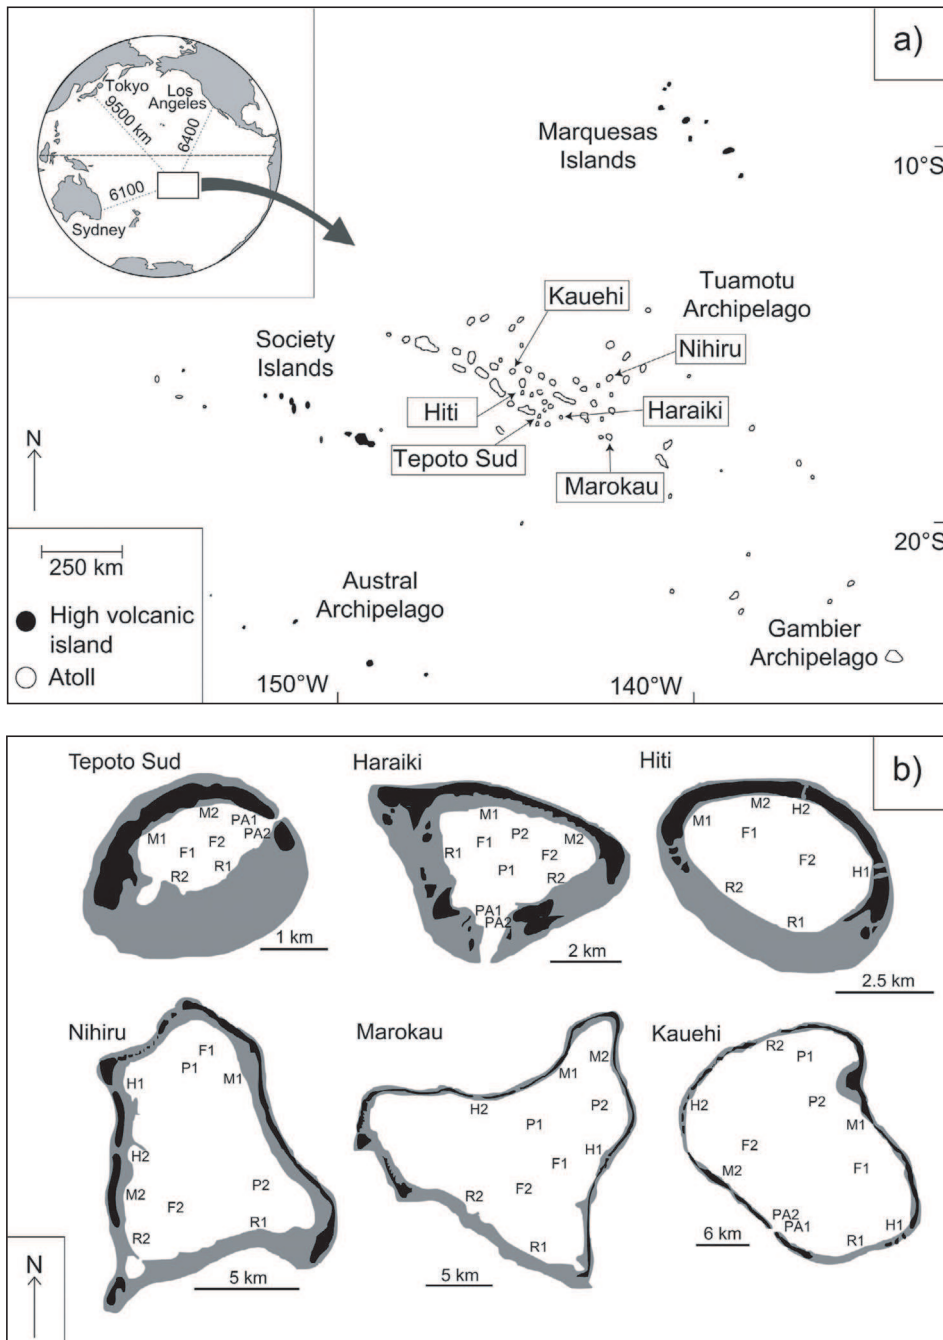 a)
Tokyo
Los
Angeles
9500 km
6400
6100
Sydney
Marquesas
Islands
10°S
Kauehi
Tuamotu
Archipelago
Society
Islands
Nihiru
Hiti
Haraiki
Tepoto Sud
Marokau
N
20°S
250 km
High volcanic
island
Atoll
Austral
Archipelago
Gambier
Archipelago
150°W
140°W
b)
Tepoto Sud
M2
PA1
PA2
M1
F2
F1
R1
R2
1 km
Haraiki
M1
P2
M2
F1
R1
F2
P1
R2
PA1
PA2
2 km
Hiti
M2
H2
M1
F1
F2
H1
R2
R1
2.5 km
Nihiru
F1
P1
M1
H1
H2
M2
P2
F2
R1
R2
5 km
Marokau
M2
M1
H2
P2
P1
H1
F1
F2
R2
R1
5 km
Kauehi
R2
P1
H2
P2
M1
F2
M2
F1
PA2
PA1
H1
R1
6 km
N